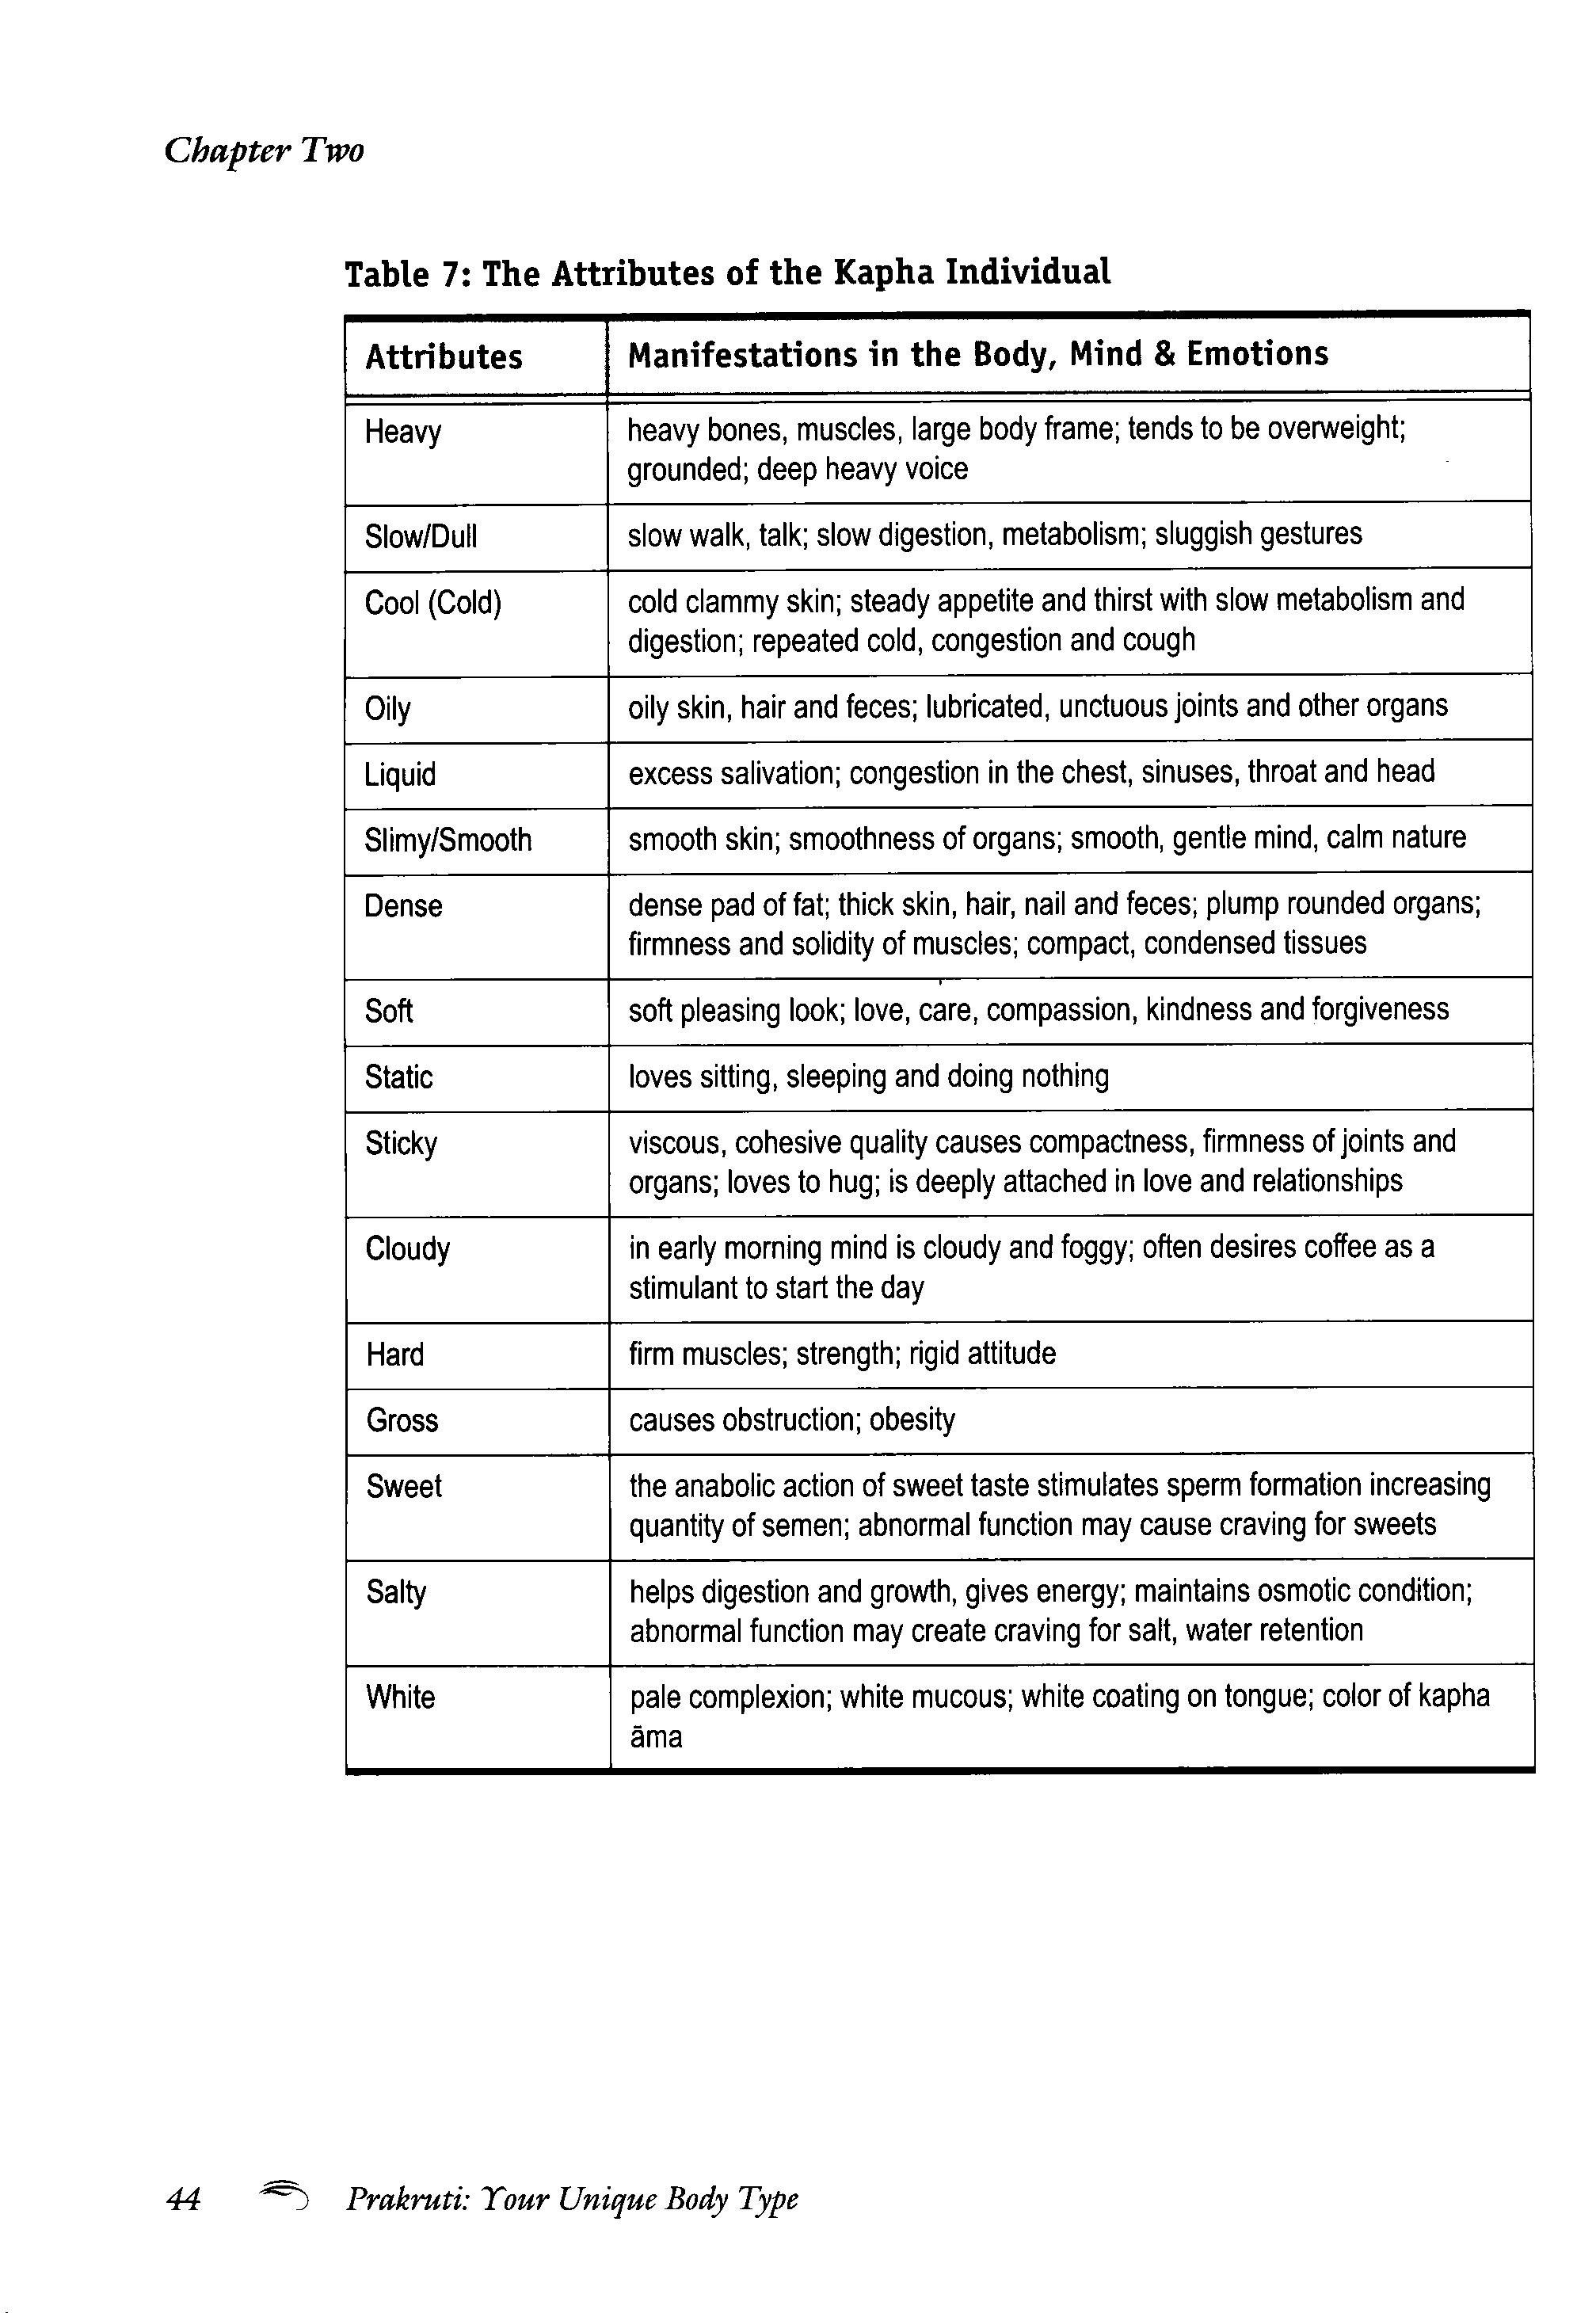 Chapter Two
Table 7: The Attributes of the Kapha Individual
Attributes
Manifestations in the Body, Mind & Emotions
Heavy
heavy bones, muscles, large body frame; tends to be overweight;
grounded; deep heavy voice
Slow/Dull
slow walk, talk; slow digestion, metabolism; sluggish gestures
Cool (Cold)
cold clammy skin; steady appetite and thirst with slow metabolism and
digestion; repeated cold, congestion and cough
Oily
oily skin, hair and feces; lubricated, unctuous joints and other organs
Liquid
excess salivation; congestion in the chest, sinuses, throat and head
Slimy/Smooth
smooth skin; smoothness of organs; smooth, gentle mind, calm nature
Dense
dense pad of fat; thick skin, hair, nail and feces; plump rounded organs;
firmness and solidity of muscles; compact, condensed tissues
Soft
soft pleasing look; love, care, compassion, kindness and forgiveness
Static
loves sitting, sleeping and doing nothing
Sticky
viscous, cohesive quality causes compactness, firmness of joints and
organs; loves to hug; is deeply attached in love and relationships
Cloudy
in early morning mind is cloudy and foggy; often desires coffee as a
stimulant to start the day
Hard
firm muscles; strength; rigid attitude
Gross
causes obstruction; obesity
Sweet
the anabolic action of sweet taste stimulates sperm formation increasing
quantity of semen; abnormal function may cause craving for sweets
Salty
helps digestion and growth, gives energy; maintains osmotic condition;
abnormal function may create craving for salt, water retention
White
pale complexion; white mucous; white coating on tongue; color of kapha
āma
44 Prakruti: Your Unique Body Type